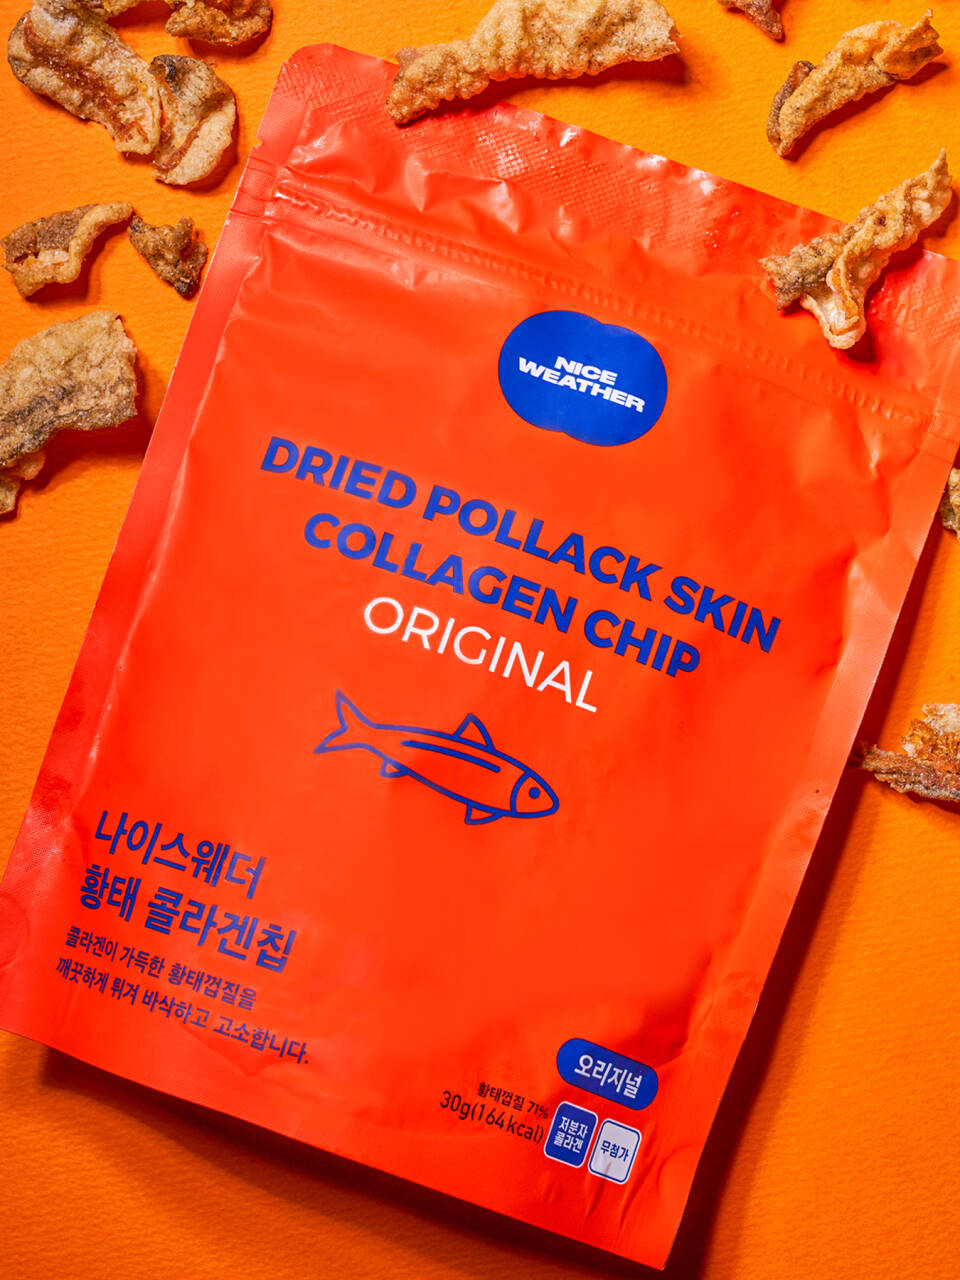 NICE
WEATHER
DRIED POLLACK SKIN
COLLAGEN CHIP
ORIGINAL
나이스웨더
황태 콜라겐칩
콜라겐이 가득한 황태껍질을
깨끗하게 튀겨 바삭하고 고소합니다.
오리지널
황태껍질 71%
30g(164kcal)
저분자
콜라겐
무첨가